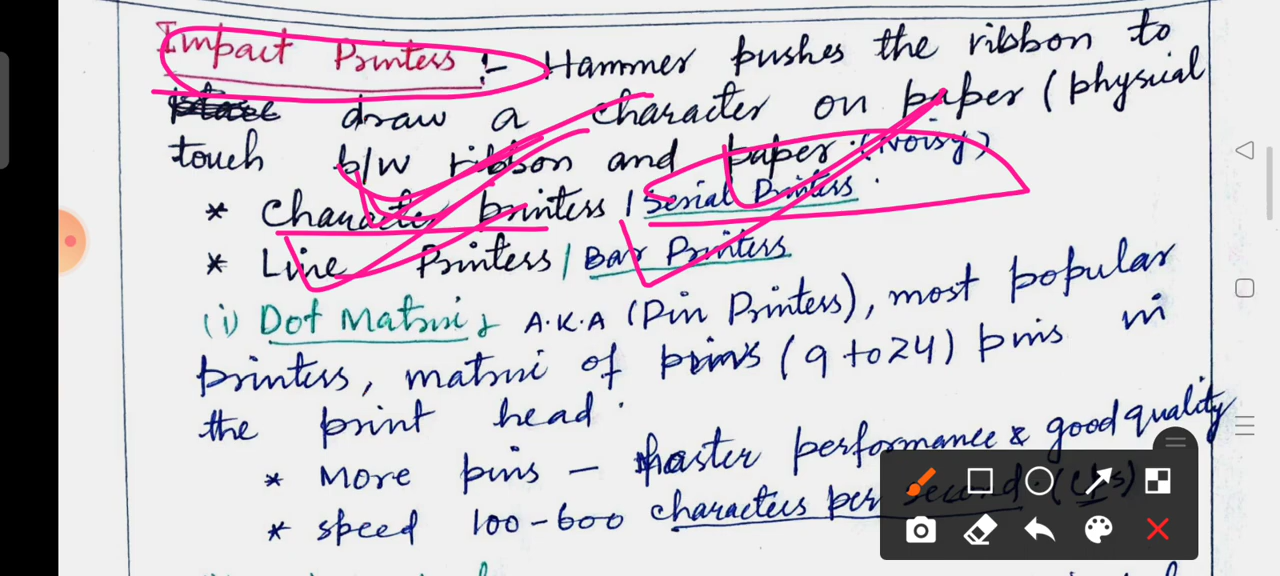 Impact Printers :- Hammer pushes the ribbon to
draw a character on paper (physical
touch b/w ribbon and paper. (Noisy)
* Character printers / Serial Printers.
* Line Printers / Bar Printers
(i) Dot Matrix, A.K.A (Pin Printers), most popular
printers, matrix of pins (9 to 24) pins in
the print head.
* More pins - faster performance & good quality
* speed 100-600 characters per second. (CPS)